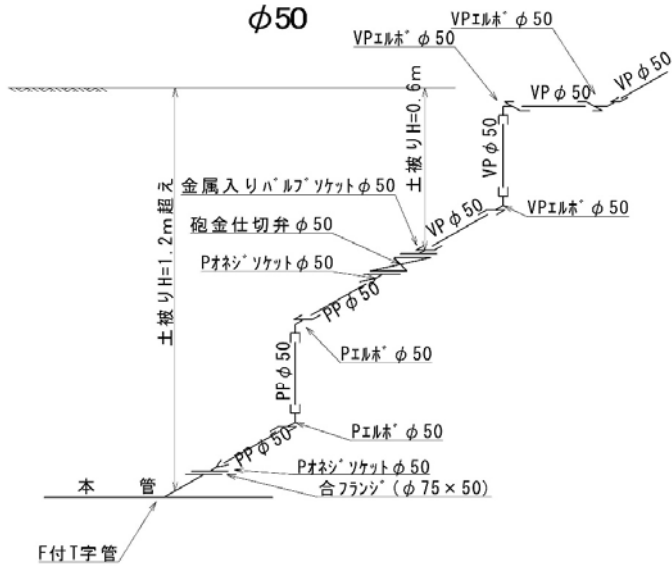 φ50
VPエルボφ50
VPエルボφ50
VPφ50
VPφ50
VPφ50
土被りH=0.6m
金属入りバルブソケットφ50
VPφ50
VPエルボφ50
砲金仕切弁φ50
Pオネジソケットφ50
土被りH=1.2m超え
PPφ50
Pエルボφ50
PPφ50
Pエルボφ50
PPφ50
Pオネジソケットφ50
本 管
合フランジ(φ75×50)
F付T字管